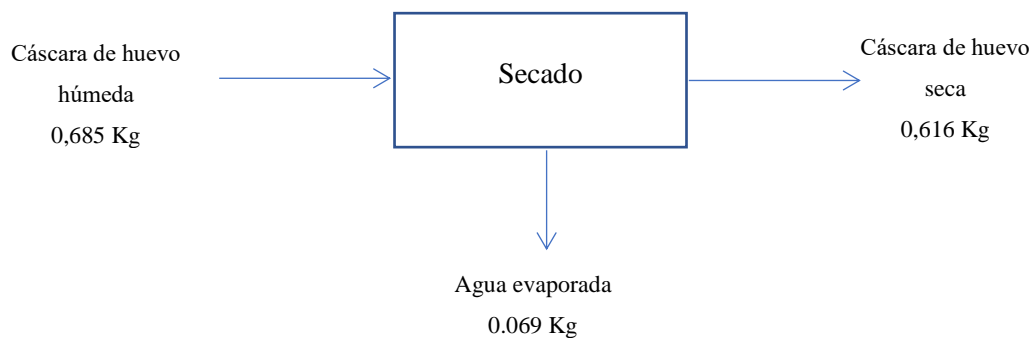 Cáscara de huevo
húmeda
0,685 Kg
Secado
Cáscara de huevo
seca
0,616 Kg
Agua evaporada
0.069 Kg